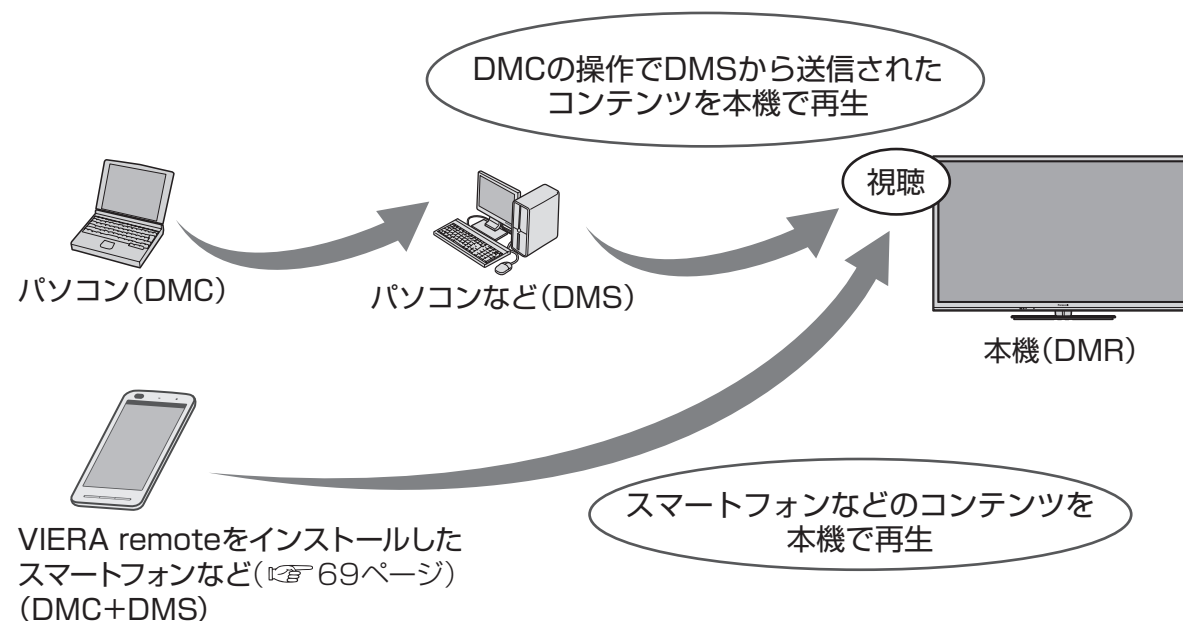 DMCの操作でDMSから送信された
コンテンツを本機で再生
視聴
パソコン(DMC)
パソコンなど(DMS)
本機(DMR)
スマートフォンなどのコンテンツを
本機で再生
VIERA remoteをインストールした
スマートフォンなど(☞ 69ページ)
(DMC+DMS)